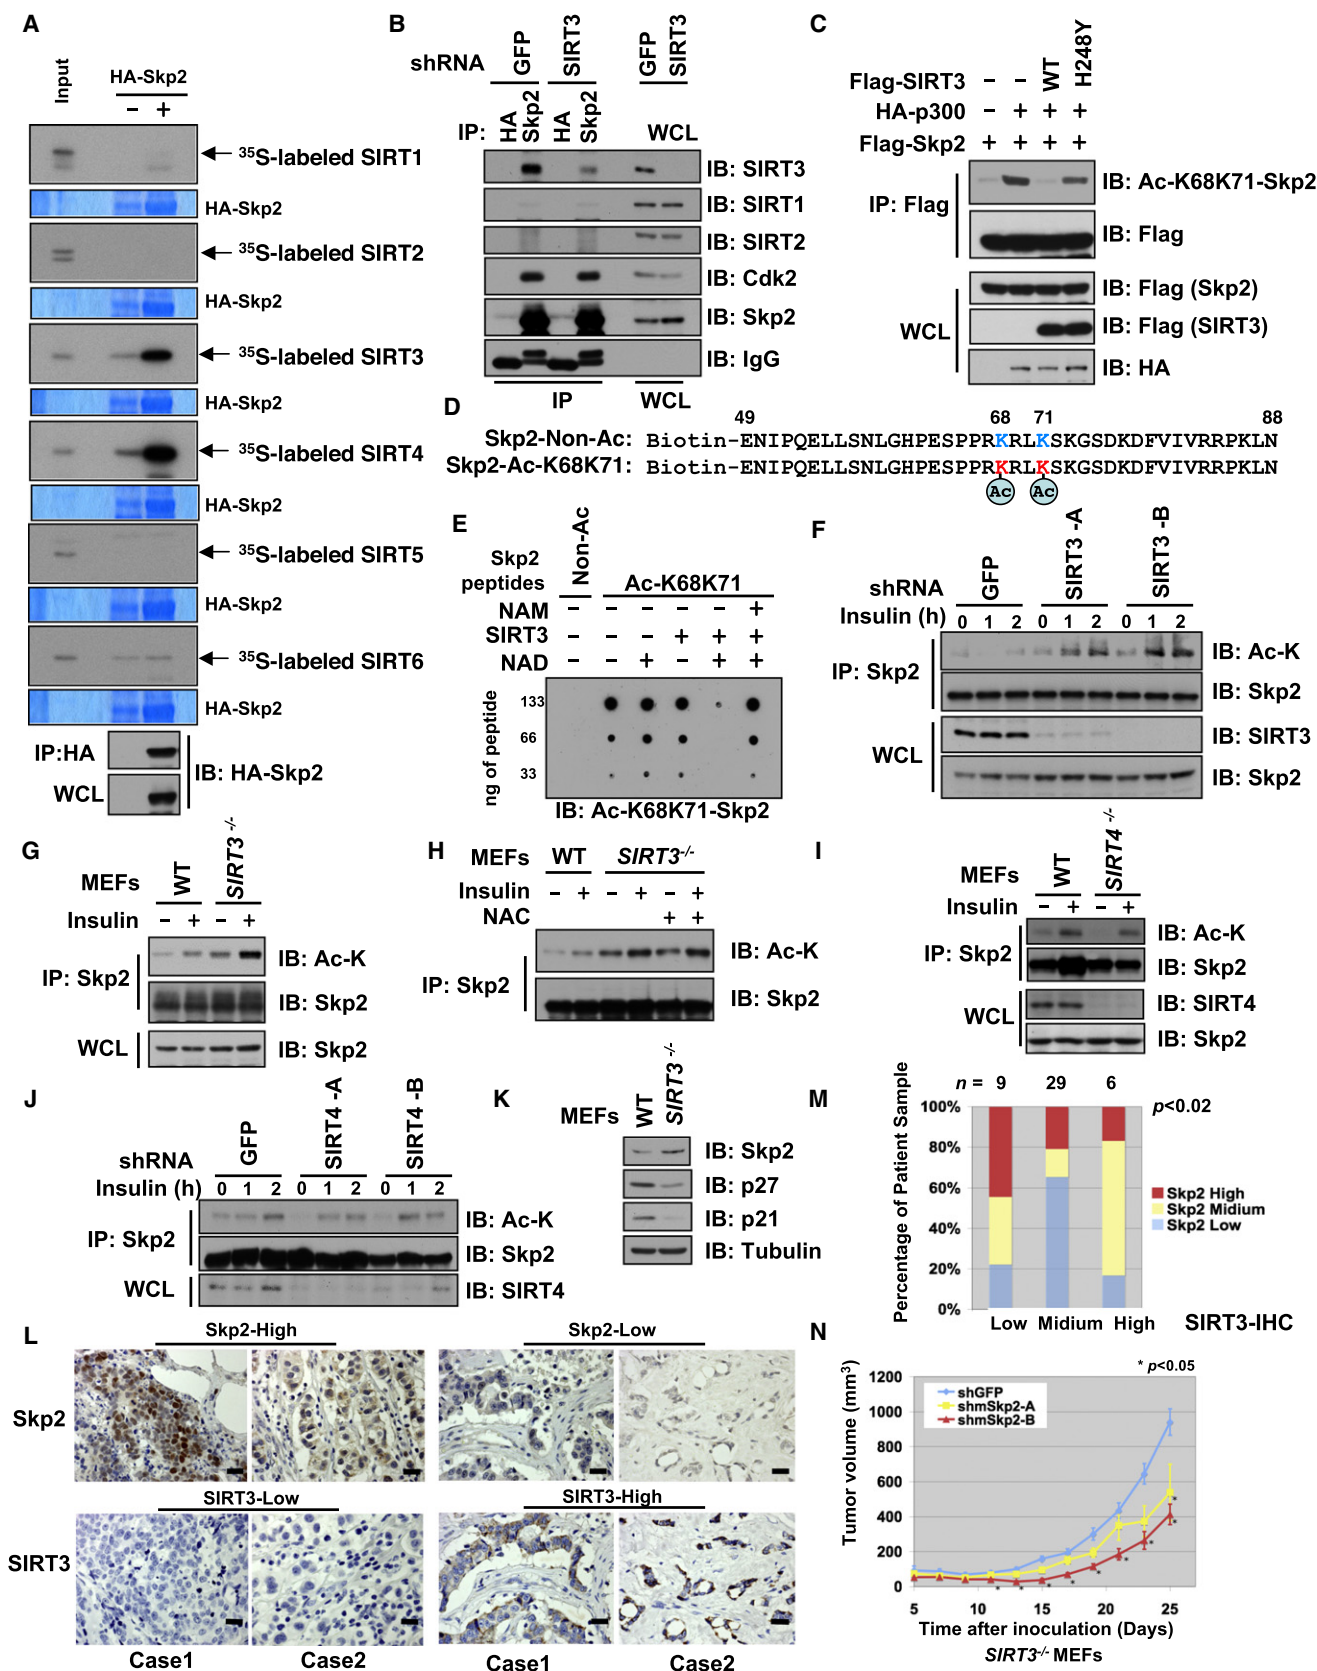 A
Input
HA-Skp2
– +
35S-labeled SIRT1
HA-Skp2
35S-labeled SIRT2
HA-Skp2
35S-labeled SIRT3
HA-Skp2
35S-labeled SIRT4
HA-Skp2
35S-labeled SIRT5
HA-Skp2
35S-labeled SIRT6
HA-Skp2
IP:HA
WCL
IB: HA-Skp2
B
shRNA
GFP
SIRT3
GFP
SIRT3
IP:
HA
Skp2
HA
Skp2
WCL
IB: SIRT3
IB: SIRT1
IB: SIRT2
IB: Cdk2
IB: Skp2
IB: IgG
IP
WCL
C
Flag-SIRT3 – – WT H248Y
HA-p300 – + + +
Flag-Skp2 + + + +
IP: Flag
IB: Ac-K68K71-Skp2
IB: Flag
WCL
IB: Flag (Skp2)
IB: Flag (SIRT3)
IB: HA
D
49 68 71 88
Skp2-Non-Ac: Biotin-ENIPQELLSNLGHPESPPRKRLKSKGSDKDFVIVRRPKLN
Skp2-Ac-K68K71: Biotin-ENIPQELLSNLGHPESPPRKRLKSKGSDKDFVIVRRPKLN
Ac Ac
E
Skp2 peptides
Non-Ac
Ac-K68K71
NAM – – – – – +
SIRT3 – – – + + +
NAD – – + – + +
ng of peptide
133
66
33
IB: Ac-K68K71-Skp2
F
shRNA
GFP
SIRT3 -A
SIRT3 -B
Insulin (h) 0 1 2 0 1 2 0 1 2
IP: Skp2
IB: Ac-K
IB: Skp2
WCL
IB: SIRT3
IB: Skp2
G
MEFs
WT
SIRT3 -/-
Insulin – + – +
IP: Skp2
IB: Ac-K
IB: Skp2
WCL
IB: Skp2
H
MEFs WT SIRT3-/-
Insulin – + – + – +
NAC + +
IP: Skp2
IB: Ac-K
IB: Skp2
I
MEFs
WT
SIRT4 -/-
Insulin – + – +
IP: Skp2
IB: Ac-K
IB: Skp2
WCL
IB: SIRT4
IB: Skp2
J
shRNA
GFP
SIRT4 -A
SIRT4 -B
Insulin (h) 0 1 2 0 1 2 0 1 2
IP: Skp2
IB: Ac-K
IB: Skp2
WCL
IB: SIRT4
K
MEFs
WT
SIRT3 -/-
IB: Skp2
IB: p27
IB: p21
IB: Tubulin
M
n = 9 29 6
p<0.02
Percentage of Patient Sample
100%
80%
60%
40%
20%
0%
Skp2 High
Skp2 Midium
Skp2 Low
Low Midium High
SIRT3-IHC
L
Skp2-High
Skp2-Low
Skp2
SIRT3-Low
SIRT3-High
SIRT3
Case1
Case2
Case1
Case2
N
* p<0.05
Tumor volume (mm3)
shGFP
shmSkp2-A
shmSkp2-B
1200
1000
800
600
400
200
0
* * * * * * * *
5 10 15 20 25
Time after inoculation (Days)
SIRT3-/- MEFs